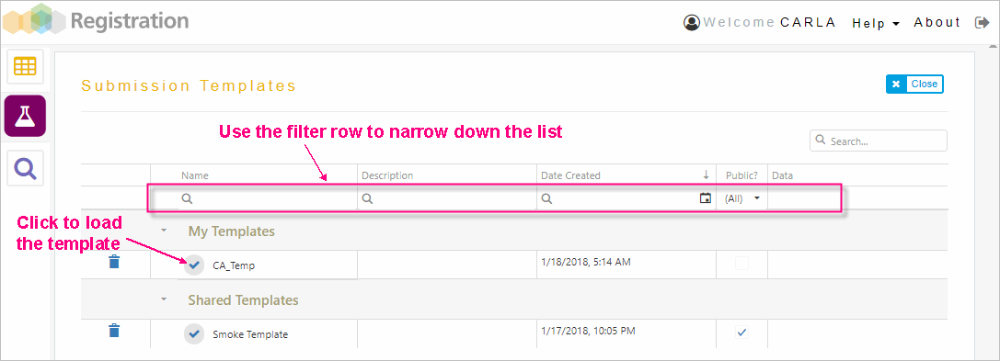 Registration
Welcome CARLA Help About
Submission Templates
Close
Use the filter row to narrow down the list
Search...
Name Description Date Created Public? Data
(All)
Click to load
the template
My Templates
CA_Temp 1/18/2018, 5:14 AM
Shared Templates
Smoke Template 1/17/2018, 10:05 PM